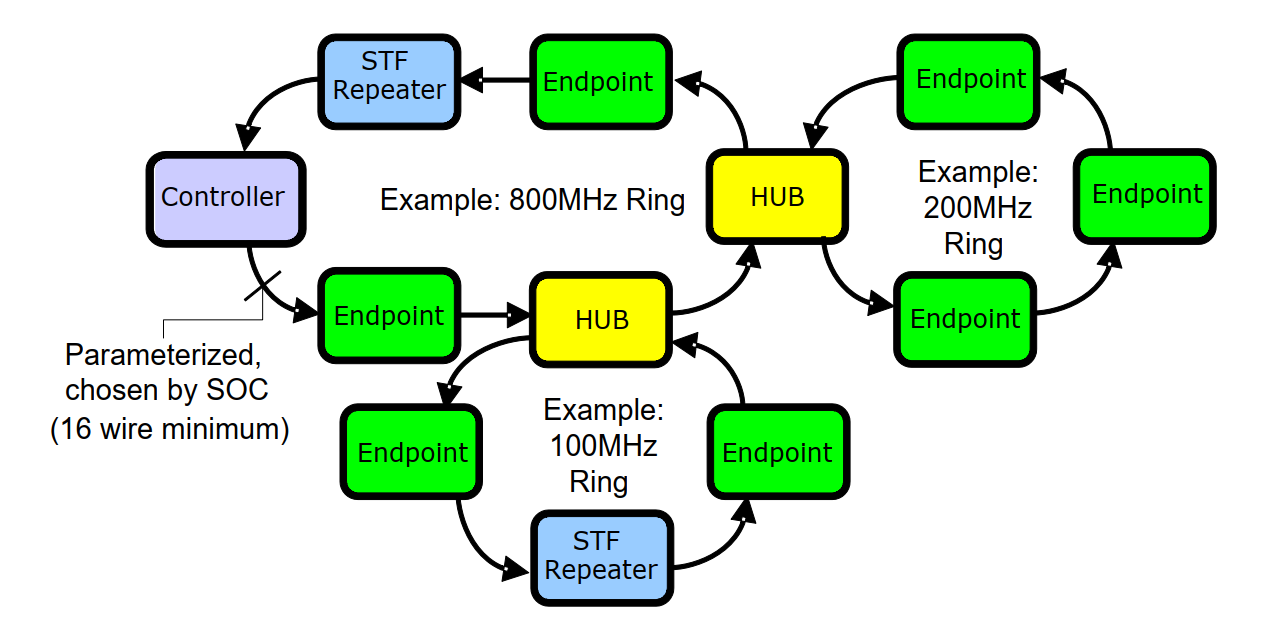 STF
Repeater
Endpoint
Endpoint
Controller
Example: 800MHz Ring
HUB
Example:
200MHz
Ring
Endpoint
Endpoint
HUB
Endpoint
Parameterized,
chosen by SOC
(16 wire minimum)
Endpoint
Example:
100MHz
Ring
Endpoint
STF
Repeater